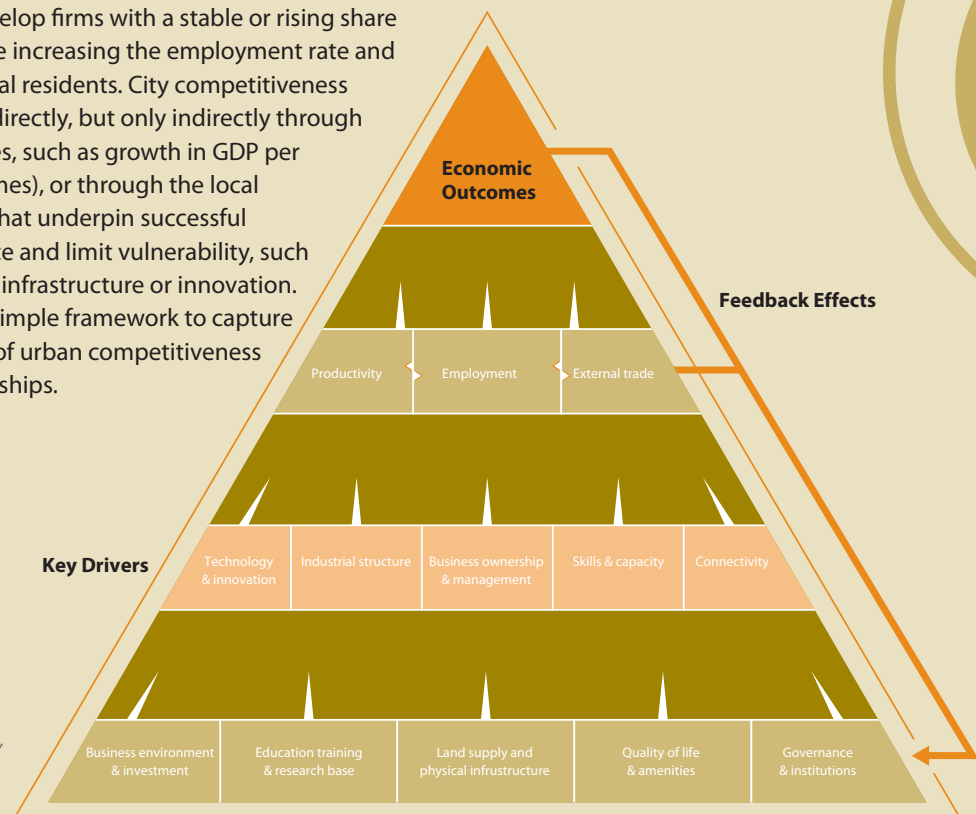 elop firms with a stable or rising share
e increasing the employment rate and
al residents. City competitiveness
directly, but only indirectly through
es, such as growth in GDP per
mes), or through the local
that underpin successful
te and limit vulnerability, such
infrastructure or innovation.
simple framework to capture
of urban competitiveness
ships.
Economic
Outcomes
Feedback Effects
Productivity
Employment
External trade
Key Drivers
Technology
& innovation
Industrial structure
Business ownership
& management
Skills & capacity
Connectivity
Business environment
& investment
Education training
& research base
Land supply and
physical infrustructure
Quality of life
& amenities
Governance
& institutions